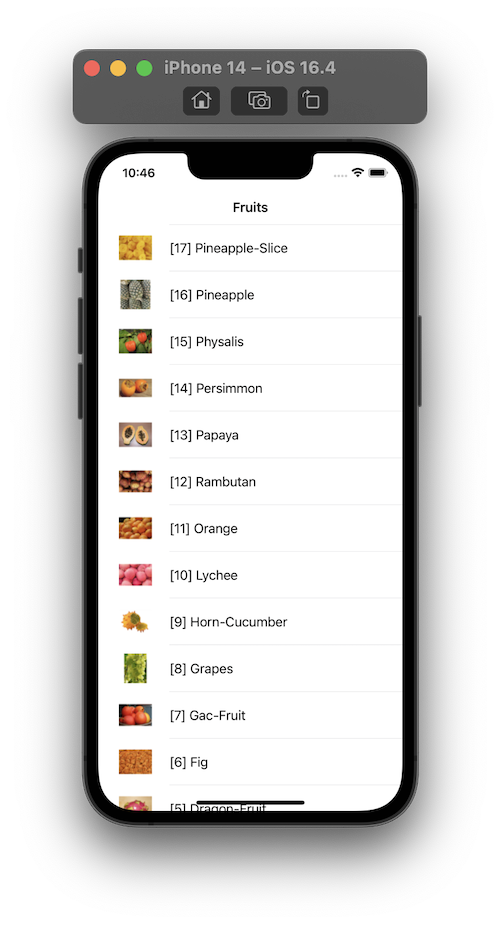 iPhone 14 – iOS 16.4
10:46
Fruits
[17] Pineapple-Slice
[16] Pineapple
[15] Physalis
[14] Persimmon
[13] Papaya
[12] Rambutan
[11] Orange
[10] Lychee
[9] Horn-Cucumber
[8] Grapes
[7] Gac-Fruit
[6] Fig
[5] Dragon-Fruit